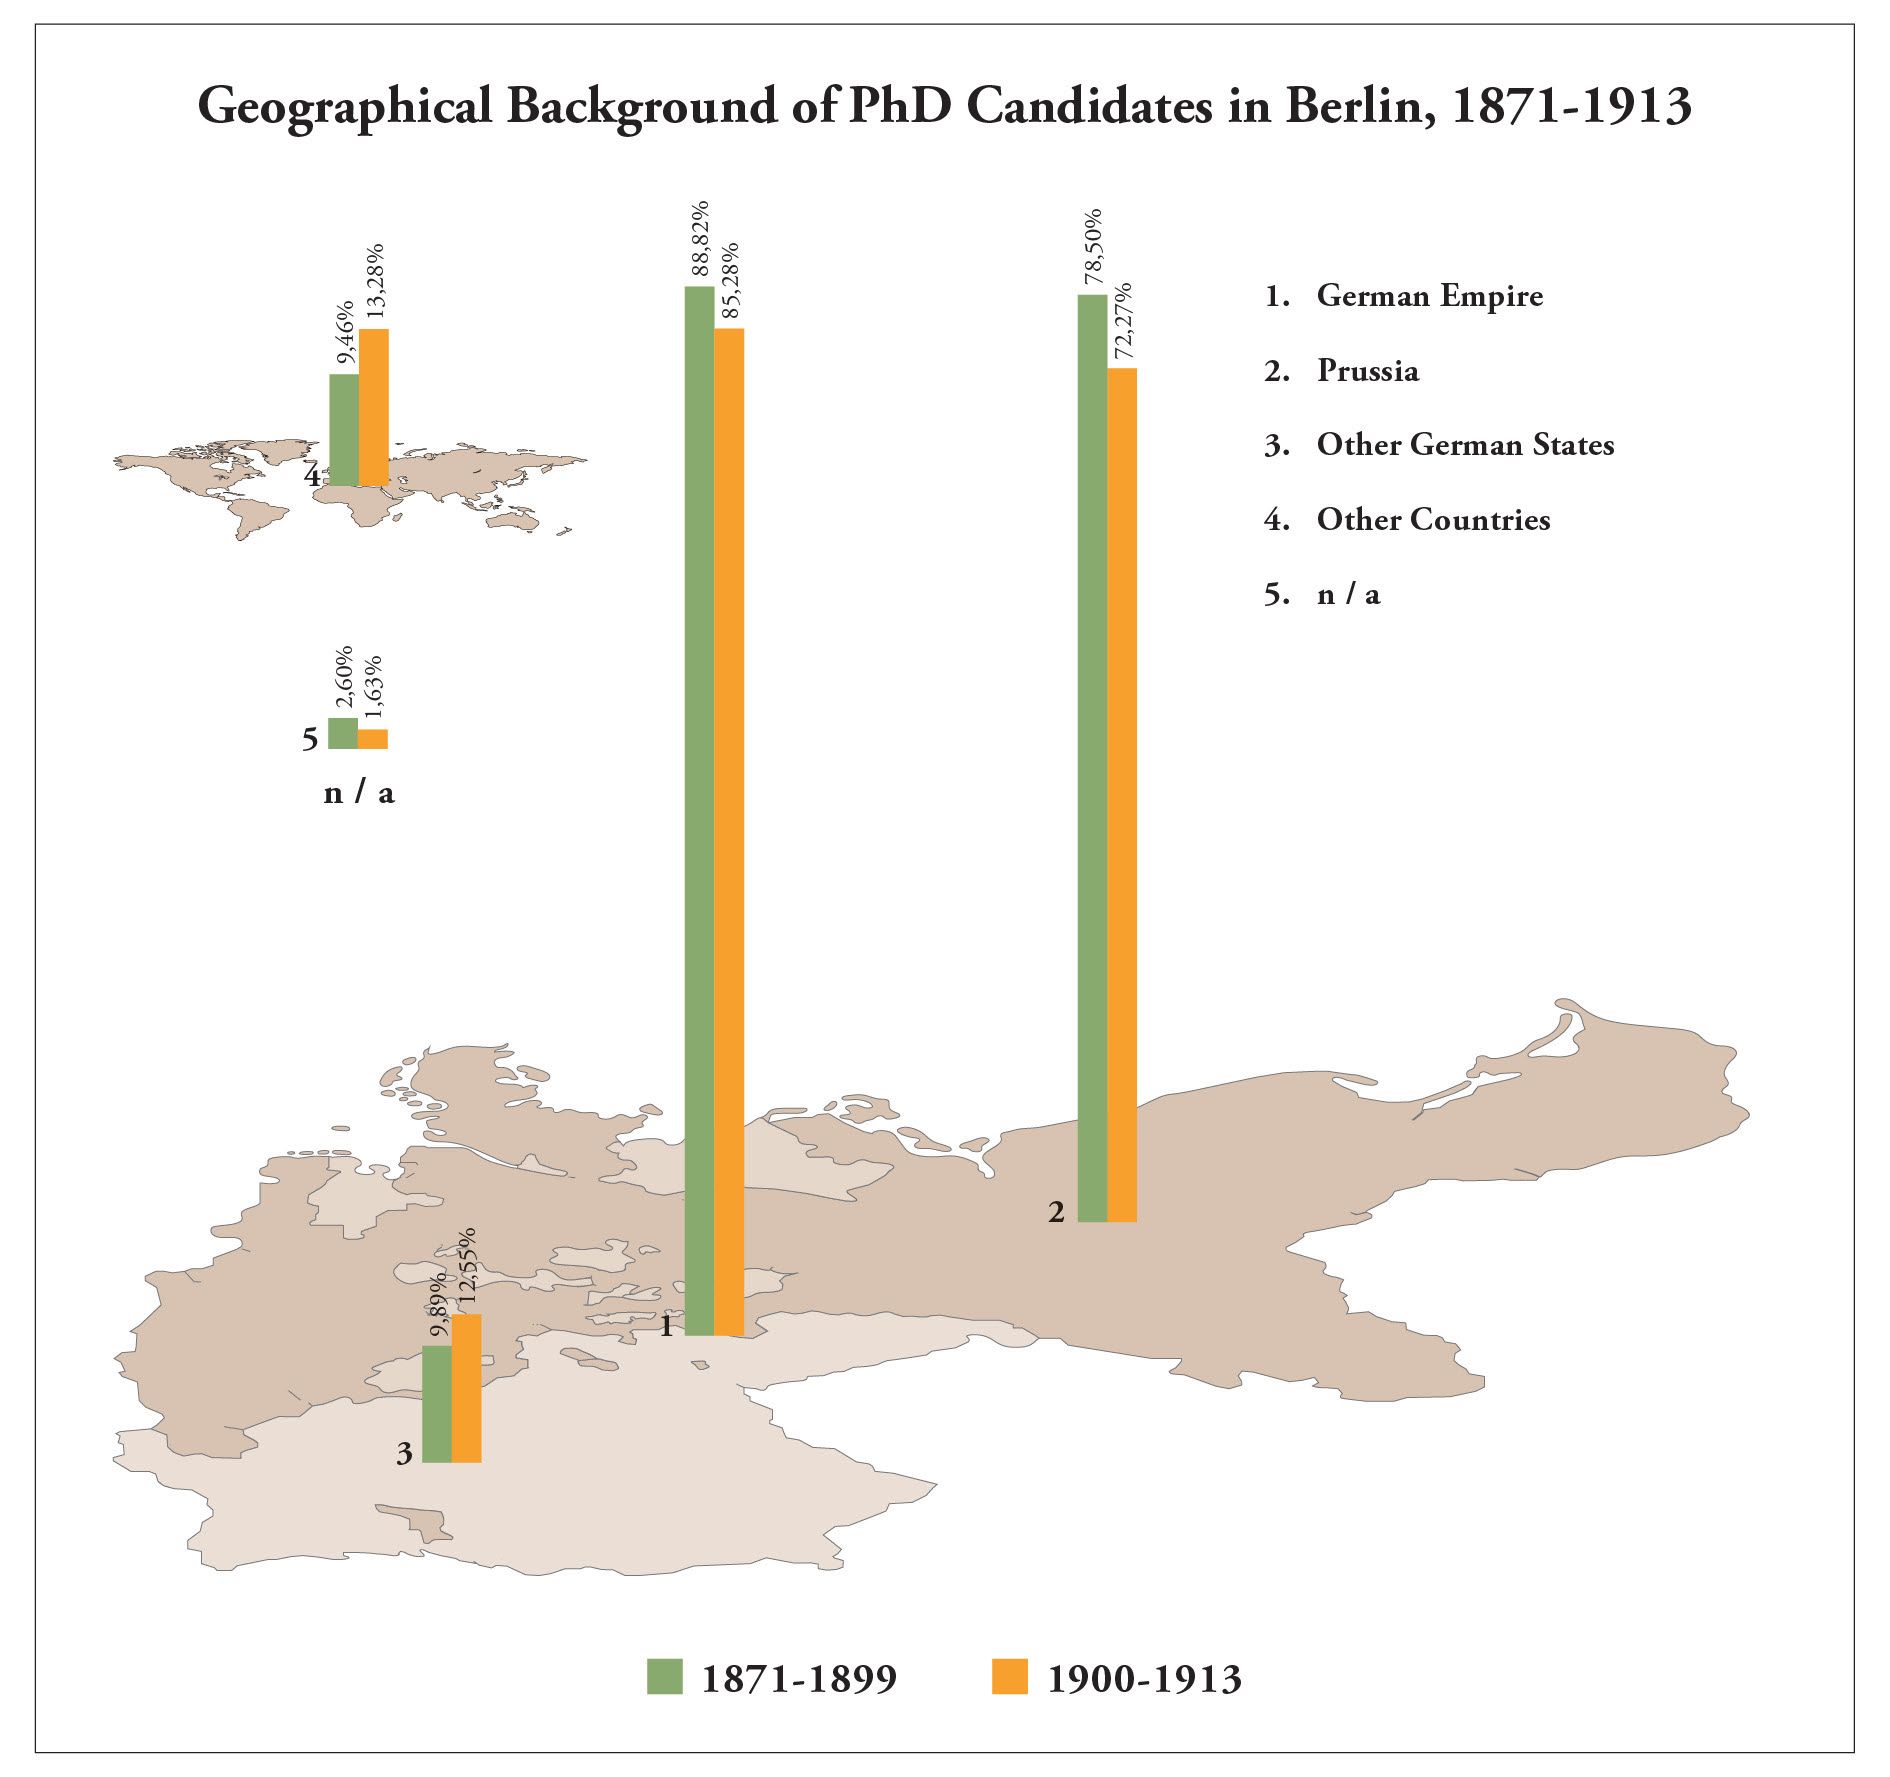 Geographical Background of PhD Candidates in Berlin, 1871-1913
88,82%
85,28%
78,50%
72,27%
9,46%
13,28%
4
1. German Empire
2. Prussia
3. Other German States
4. Other Countries
5. n / a
2,60%
1,63%
5
n / a
2
9,89%
12,55%
1
3
1871-1899
1900-1913